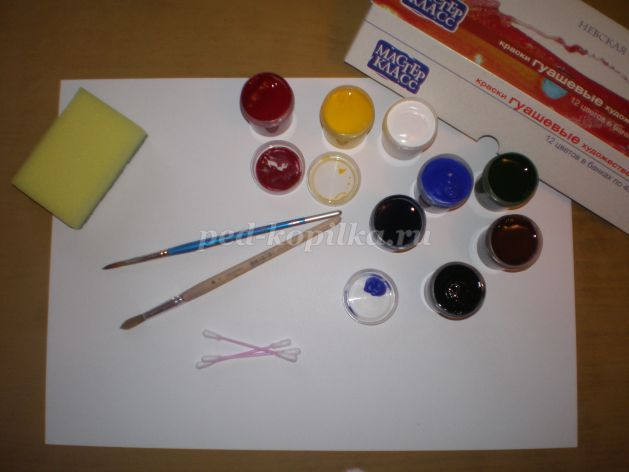 МАСТЕР
КЛАСС
НЕВСКАЯ
краски гуашевые
12 цветов в
МАСТЕР
КЛАСС
краски гуашевые художественные
12 цветов в банках по
ped-kopilka.ru